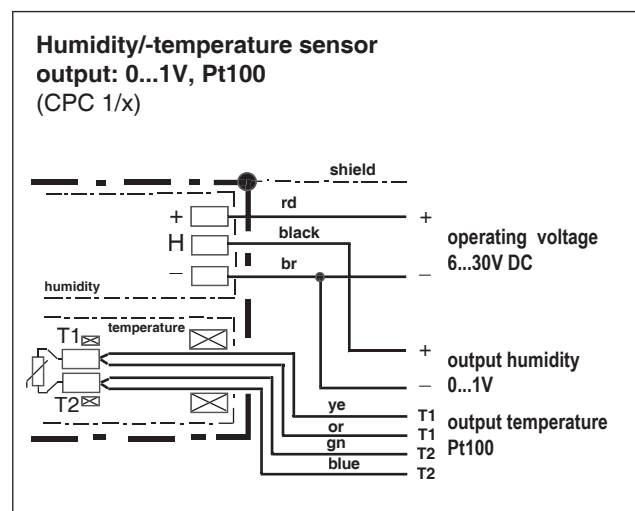 Humidity/-temperature sensor
output: 0...1V, Pt100
(CPC 1/x)
shield
rd
+ +
black
H
operating voltage
6...30V DC
br
– –
humidity
temperature
T1
T2
+
output humidity
0...1V
–
ye
T1
or
T1
output temperature
Pt100
gn
T2
blue
T2